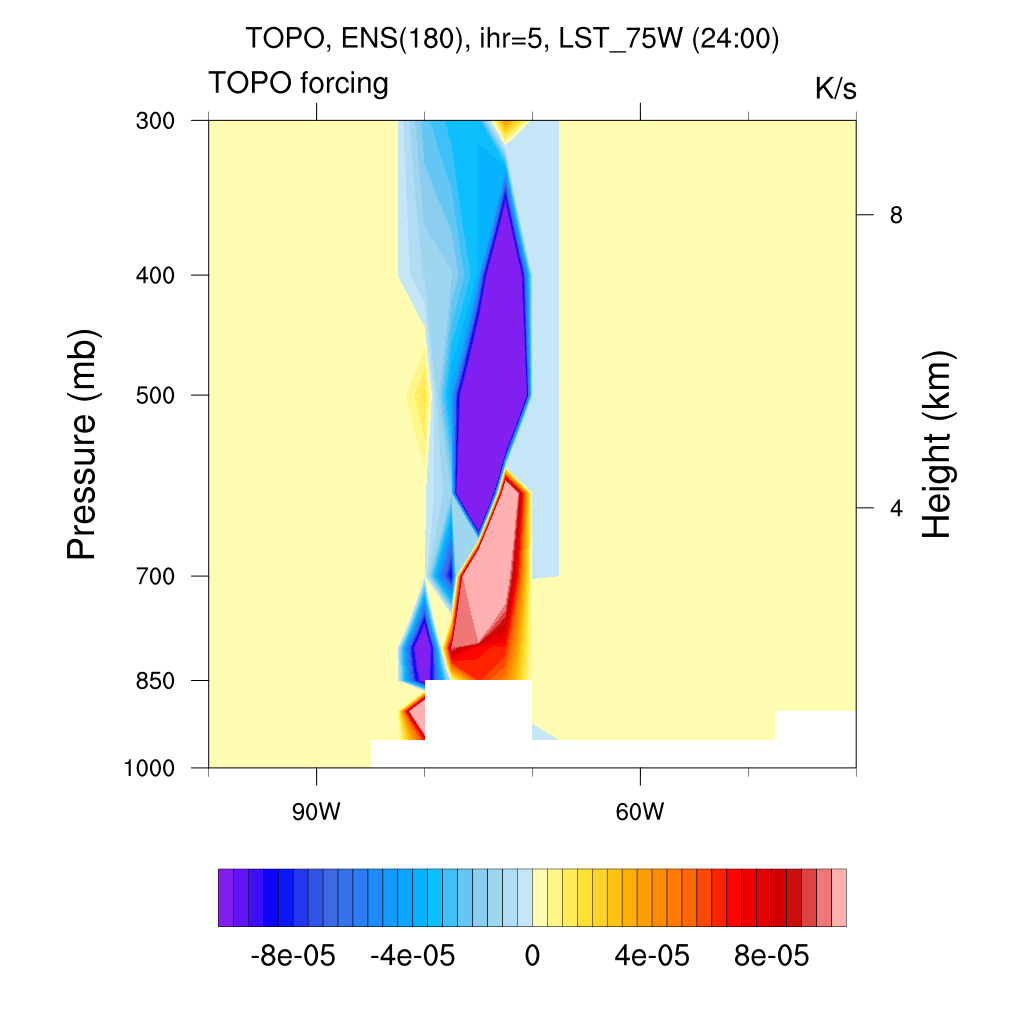 TOPO, ENS(180), ihr=5, LST_75W (24:00)
TOPO forcing
K/s
300
400
500
700
850
1000
Pressure (mb)
8
4
Height (km)
90W
60W
-8e-05
-4e-05
0
4e-05
8e-05